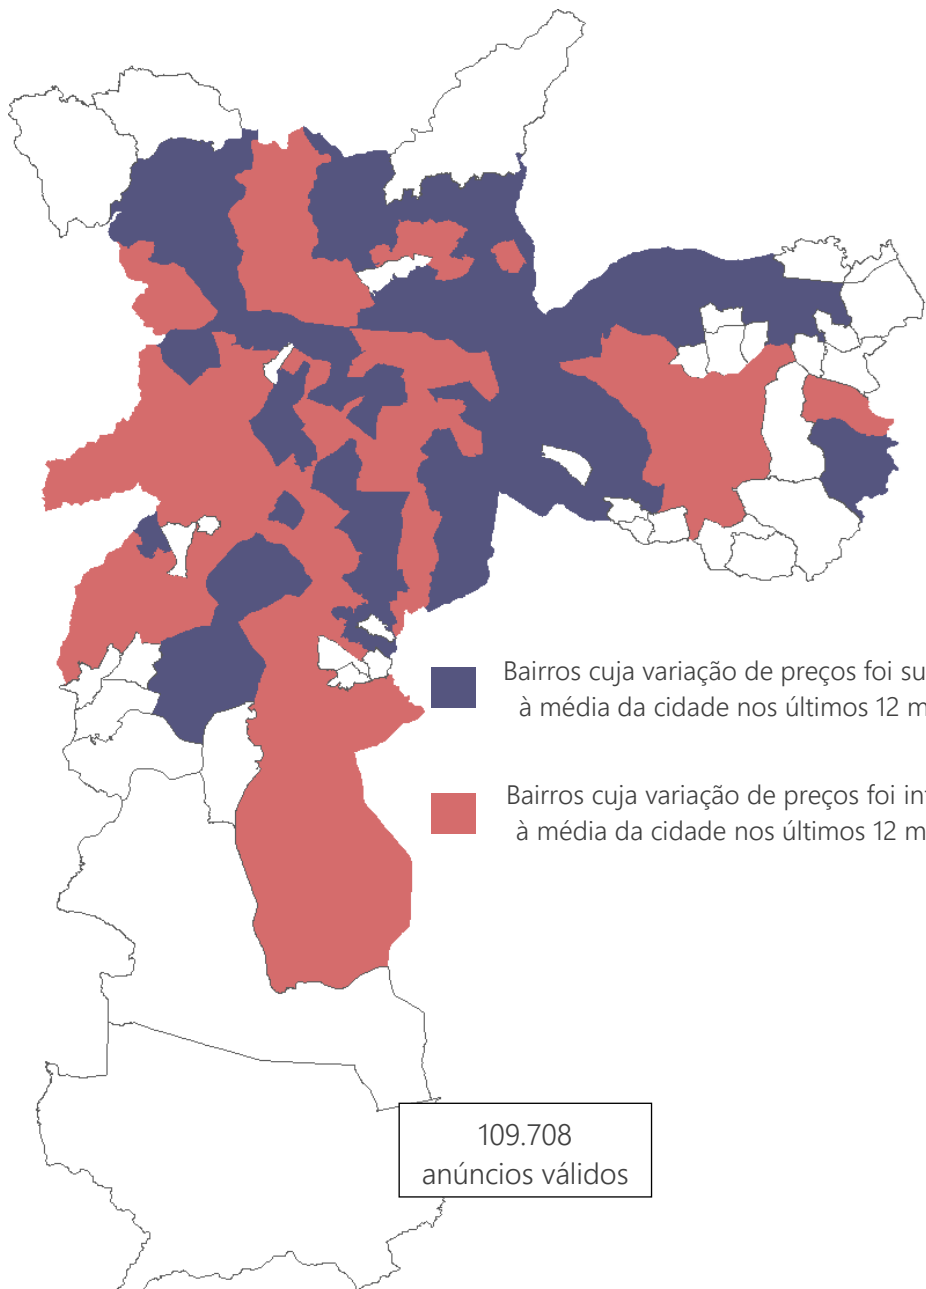 Bairros cuja variação de preços foi su
à média da cidade nos últimos 12 m
Bairros cuja variação de preços foi in
à média da cidade nos últimos 12 m
109.708
anúncios válidos